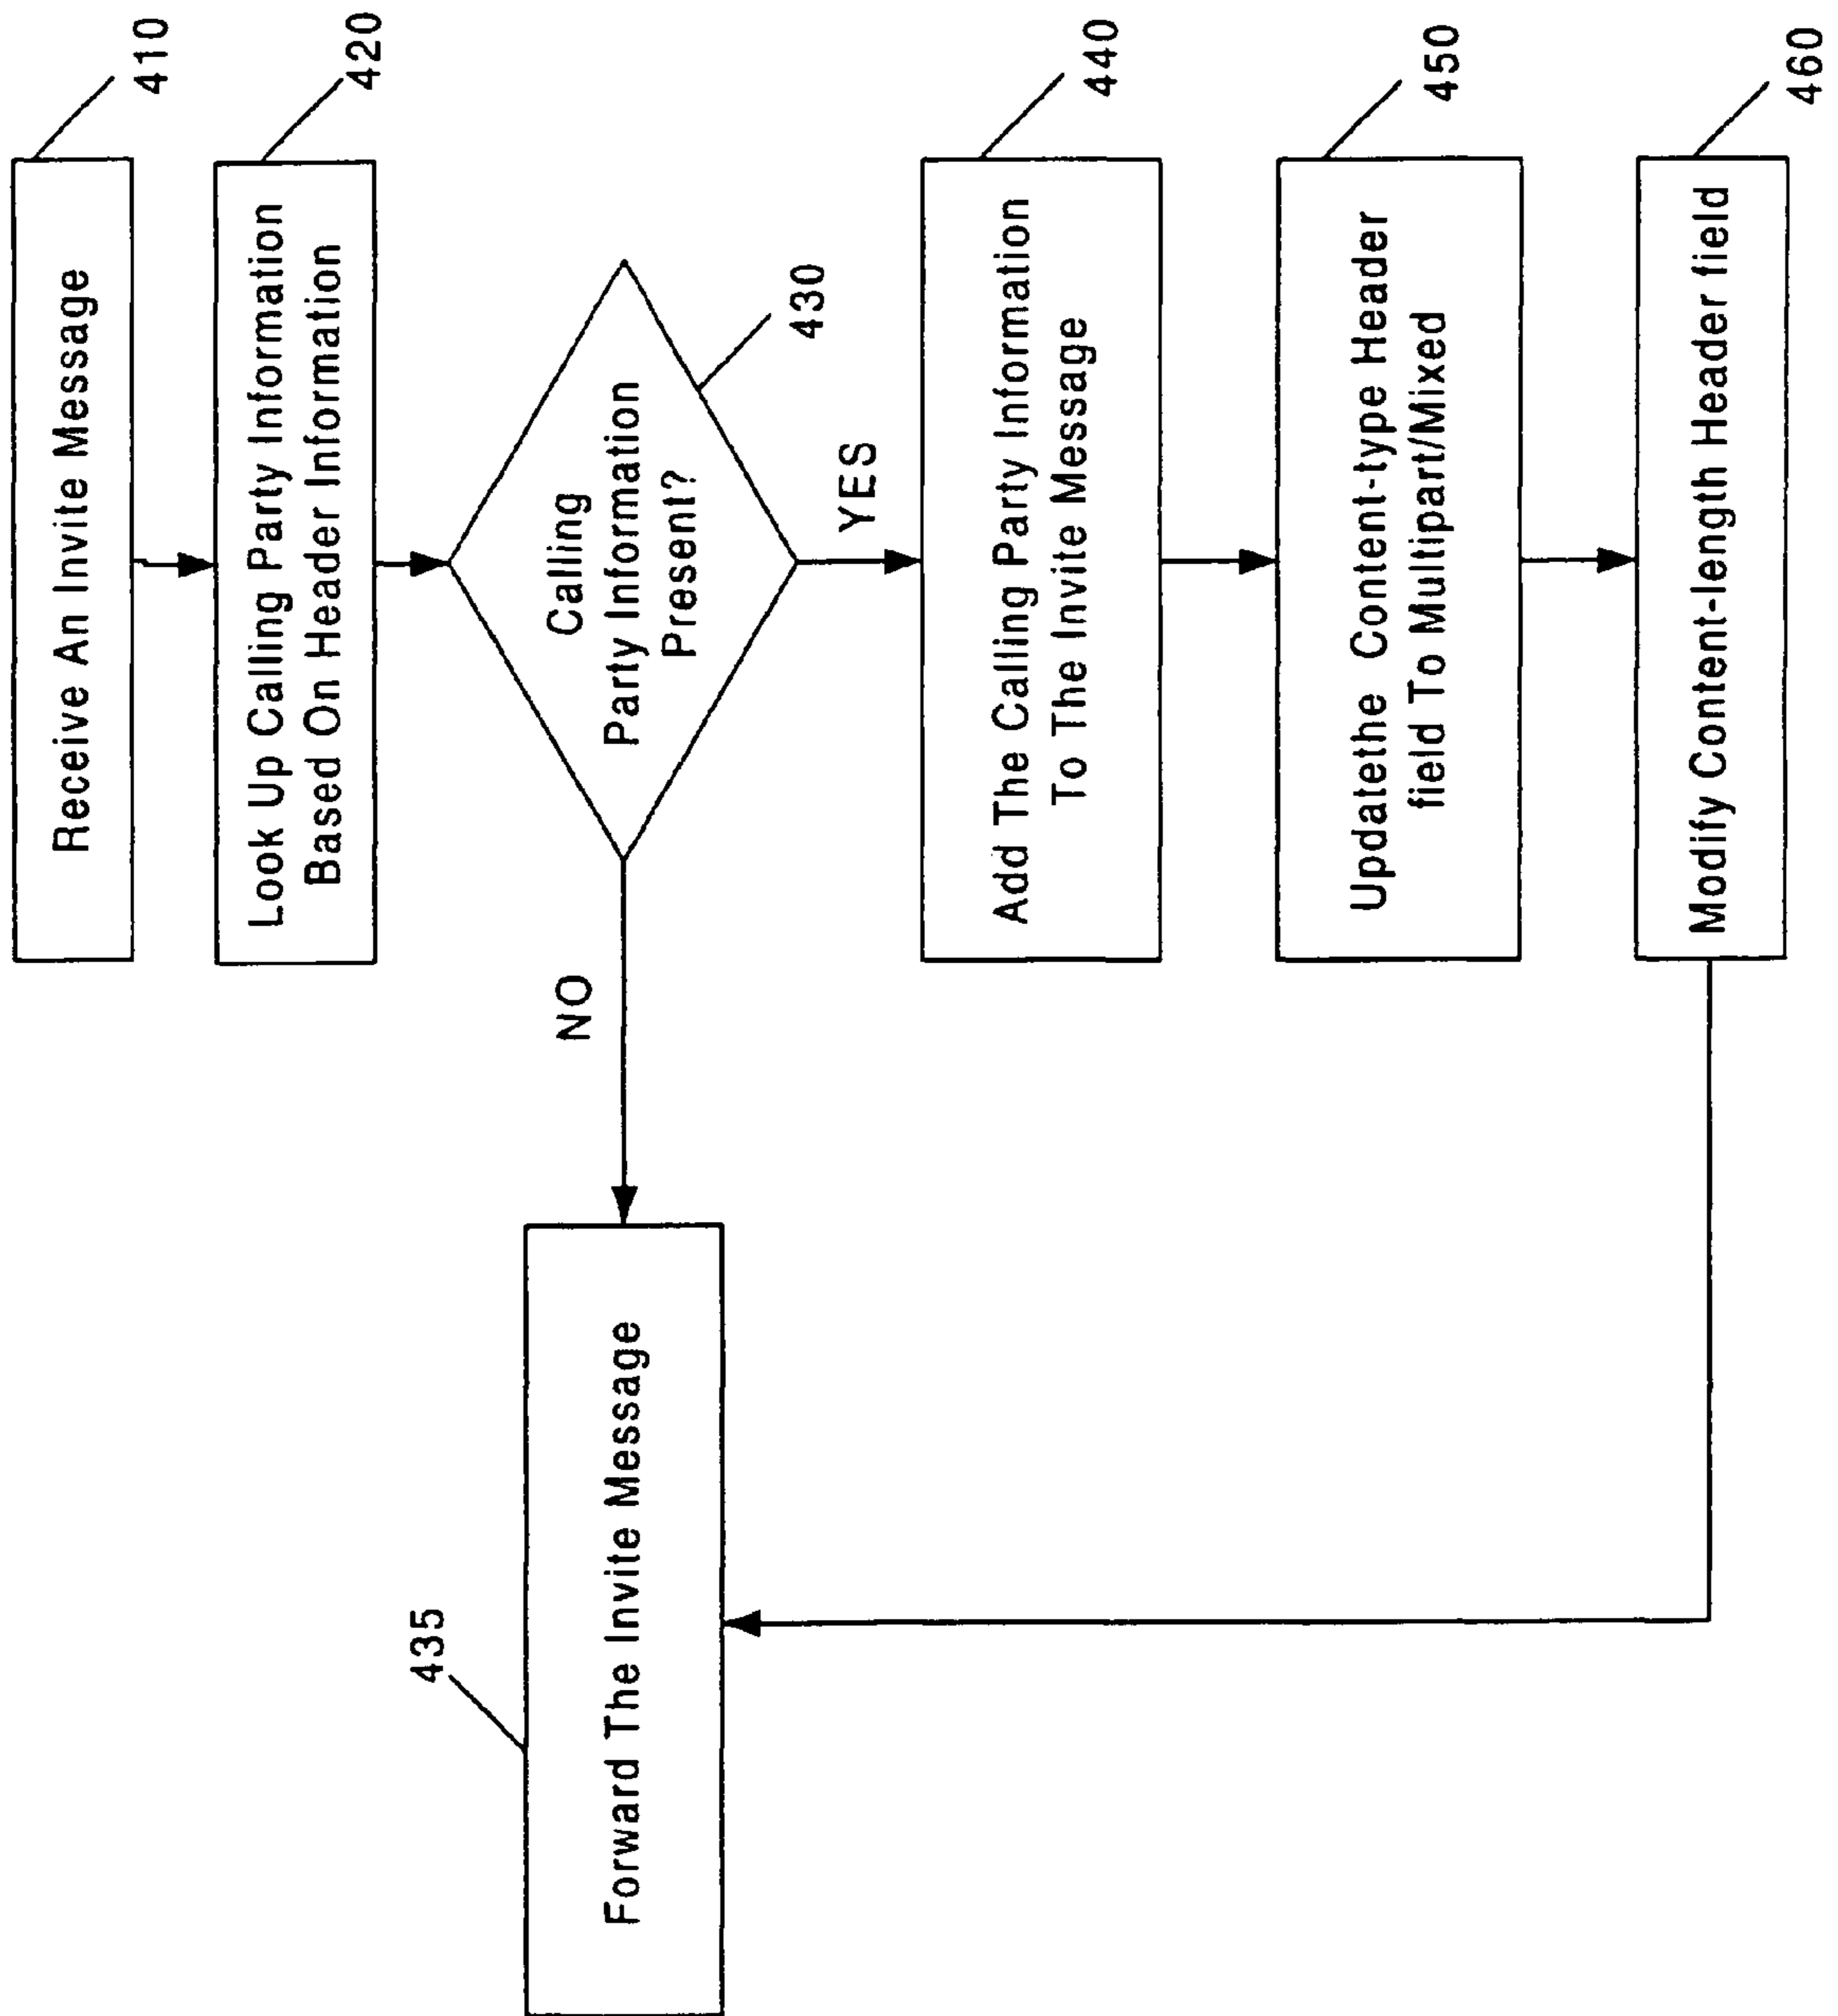 Receive An Invite Message
410
Look Up Calling Party Information
Based On Header Information
420
Calling
Party Information
Present?
430
NO
YES
Forward The Invite Message
435
Add The Calling Party Information
To The Invite Message
440
Updatethe Content-type Header
field To Multipart/Mixed
450
Modify Content-length Header field
460